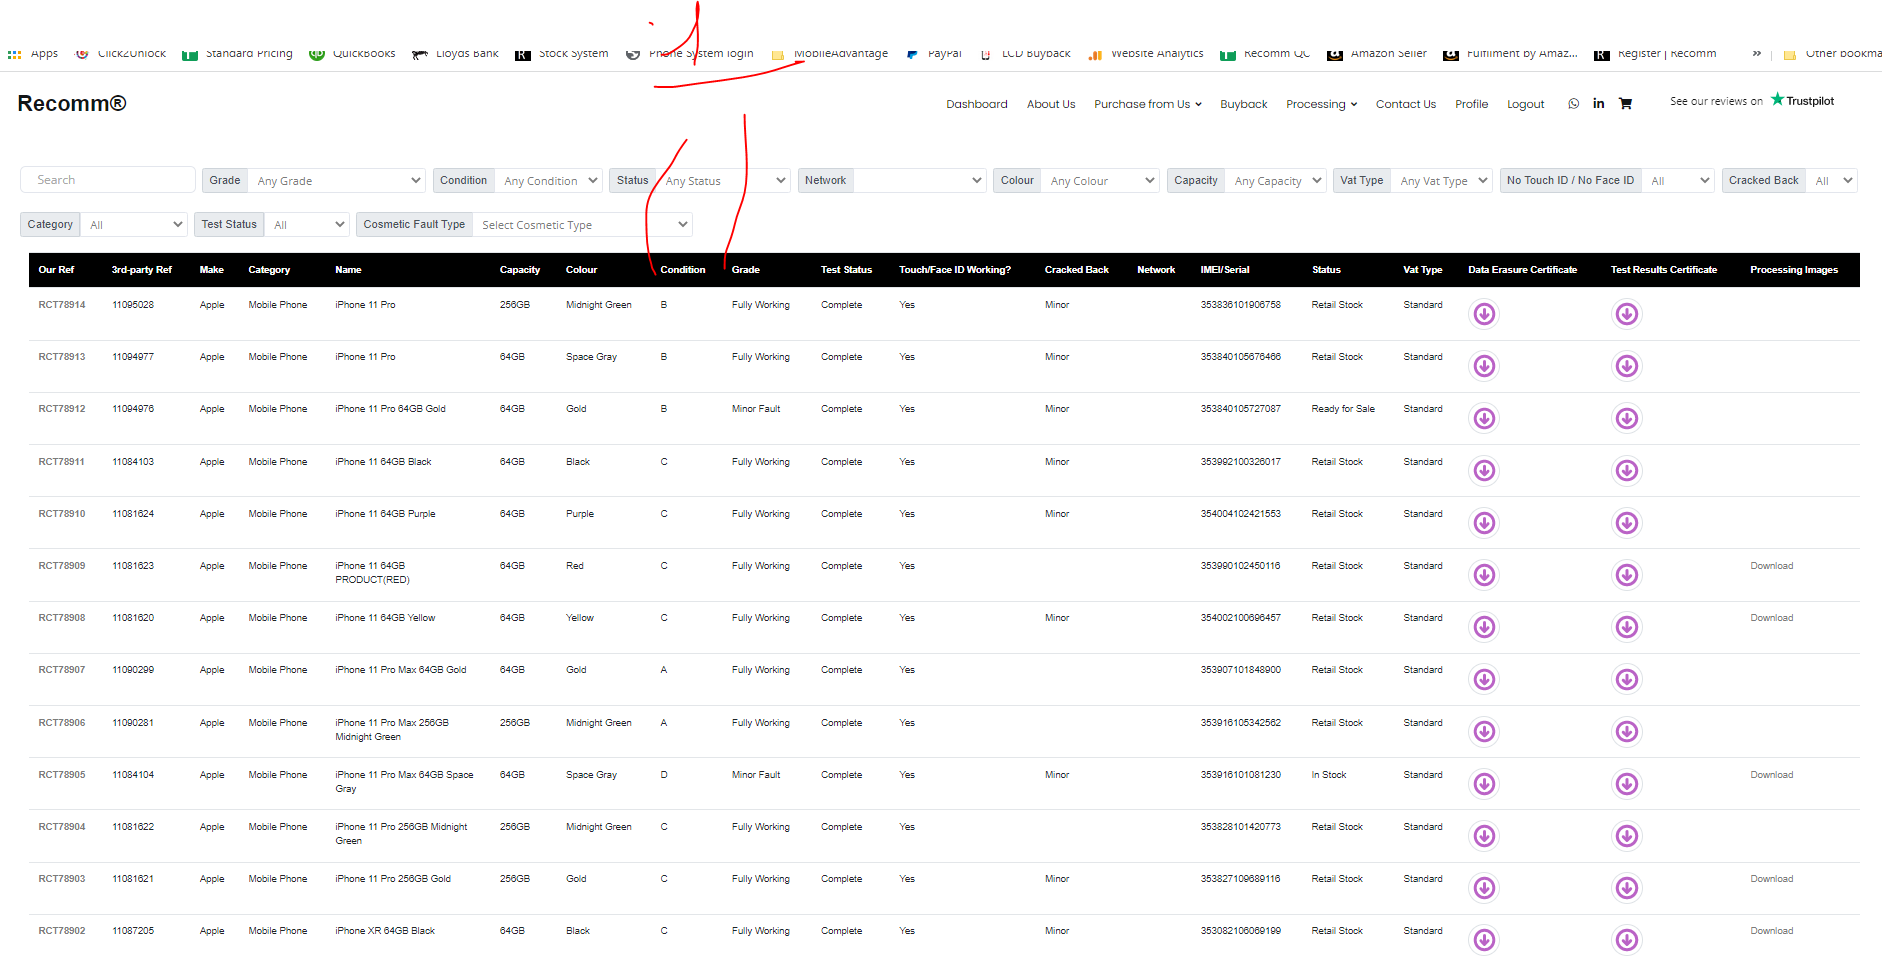 Apps Click2Unlock Standard Pricing QuickBooks Lloyds Bank Stock System Phone System login MobileAdvantage PayPal LCD Buyback Website Analytics Recomm QC Amazon Seller Fulfilment by Amaz... Register | Recomm » Other bookma
Recomm® Dashboard About Us Purchase from Us Buyback Processing Contact Us Profile Logout See our reviews on Trustpilot
Search Grade Any Grade Condition Any Condition Status Any Status Network Colour Any Colour Capacity Any Capacity Vat Type Any Vat Type No Touch ID / No Face ID All Cracked Back All
Category All Test Status All Cosmetic Fault Type Select Cosmetic Type
Our Ref 3rd-party Ref Make Category Name Capacity Colour Condition Grade Test Status Touch/Face ID Working? Cracked Back Network IMEI/Serial Status Vat Type Data Erasure Certificate Test Results Certificate Processing Images
RCT78914 11095028 Apple Mobile Phone iPhone 11 Pro 256GB Midnight Green B Fully Working Complete Yes Minor 353836101906758 Retail Stock Standard
RCT78913 11094977 Apple Mobile Phone iPhone 11 Pro 64GB Space Gray B Fully Working Complete Yes Minor 353840105676466 Retail Stock Standard
RCT78912 11094976 Apple Mobile Phone iPhone 11 Pro 64GB Gold 64GB Gold B Minor Fault Complete Yes Minor 353840105727087 Ready for Sale Standard
RCT78911 11084103 Apple Mobile Phone iPhone 11 64GB Black 64GB Black C Fully Working Complete Yes Minor 353992100326017 Retail Stock Standard
RCT78910 11081624 Apple Mobile Phone iPhone 11 64GB Purple 64GB Purple C Fully Working Complete Yes Minor 354004102421553 Retail Stock Standard
RCT78909 11081623 Apple Mobile Phone iPhone 11 64GB 64GB Red C Fully Working Complete Yes 353990102450116 Retail Stock Standard Download
PRODUCT(RED)
RCT78908 11081620 Apple Mobile Phone iPhone 11 64GB Yellow 64GB Yellow C Fully Working Complete Yes Minor 354002100696457 Retail Stock Standard Download
RCT78907 11090299 Apple Mobile Phone iPhone 11 Pro Max 64GB Gold 64GB Gold A Fully Working Complete Yes 353907101848900 Retail Stock Standard
RCT78906 11090281 Apple Mobile Phone iPhone 11 Pro Max 256GB 256GB Midnight Green A Fully Working Complete Yes 353916105342562 Retail Stock Standard
Midnight Green
RCT78905 11084104 Apple Mobile Phone iPhone 11 Pro Max 64GB Space 64GB Space Gray D Minor Fault Complete Yes Minor 353916101081230 In Stock Standard Download
Gray
RCT78904 11081622 Apple Mobile Phone iPhone 11 Pro 256GB Midnight 256GB Midnight Green C Fully Working Complete Yes 353828101420773 Retail Stock Standard
Green
RCT78903 11081621 Apple Mobile Phone iPhone 11 Pro 256GB Gold 256GB Gold C Fully Working Complete Yes Minor 353827109689116 Retail Stock Standard Download
RCT78902 11087205 Apple Mobile Phone iPhone XR 64GB Black 64GB Black C Fully Working Complete Yes Minor 353082106069199 Retail Stock Standard Download